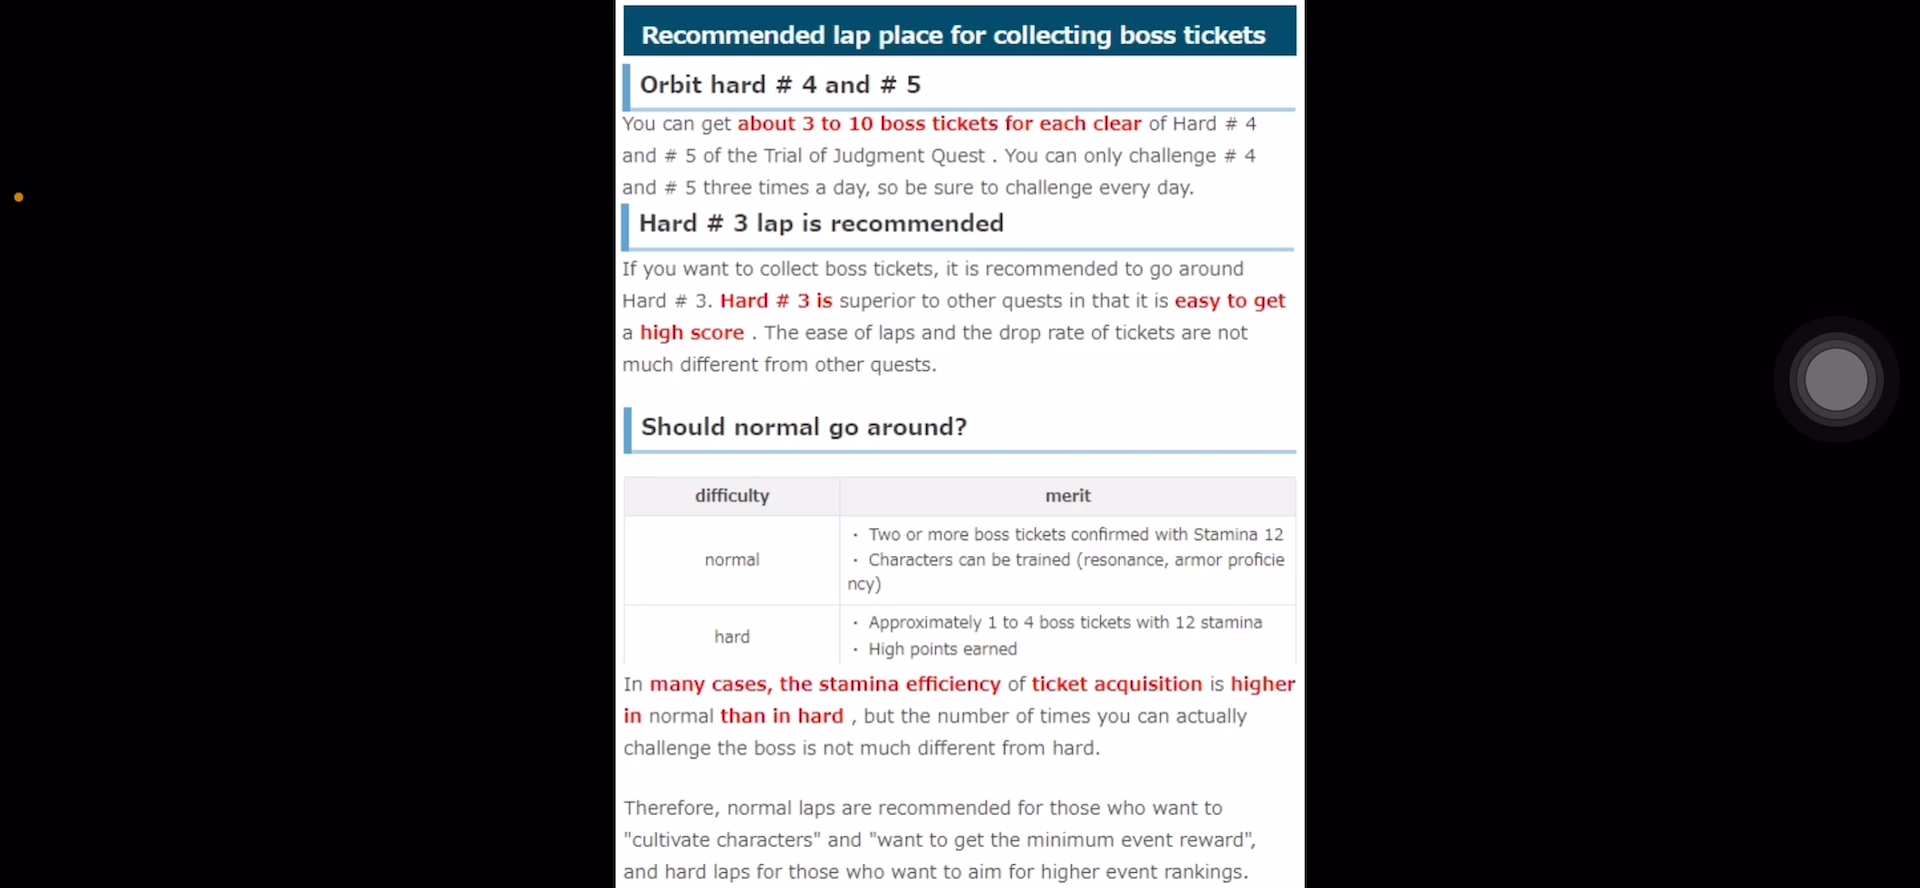 Recommended lap place for collecting boss tickets
Orbit hard # 4 and # 5
You can get about 3 to 10 boss tickets for each clear of Hard # 4
and # 5 of the Trial of Judgment Quest . You can only challenge # 4
and # 5 three times a day, so be sure to challenge every day.
Hard # 3 lap is recommended
If you want to collect boss tickets, it is recommended to go around
Hard # 3. Hard # 3 is superior to other quests in that it is easy to get
a high score . The ease of laps and the drop rate of tickets are not
much different from other quests.
Should normal go around?
difficulty merit
normal
・ Two or more boss tickets confirmed with Stamina 12
・ Characters can be trained (resonance, armor proficie
ncy)
hard
・ Approximately 1 to 4 boss tickets with 12 stamina
・ High points earned
In many cases, the stamina efficiency of ticket acquisition is higher
in normal than in hard , but the number of times you can actually
challenge the boss is not much different from hard.
Therefore, normal laps are recommended for those who want to
"cultivate characters" and "want to get the minimum event reward",
and hard laps for those who want to aim for higher event rankings.